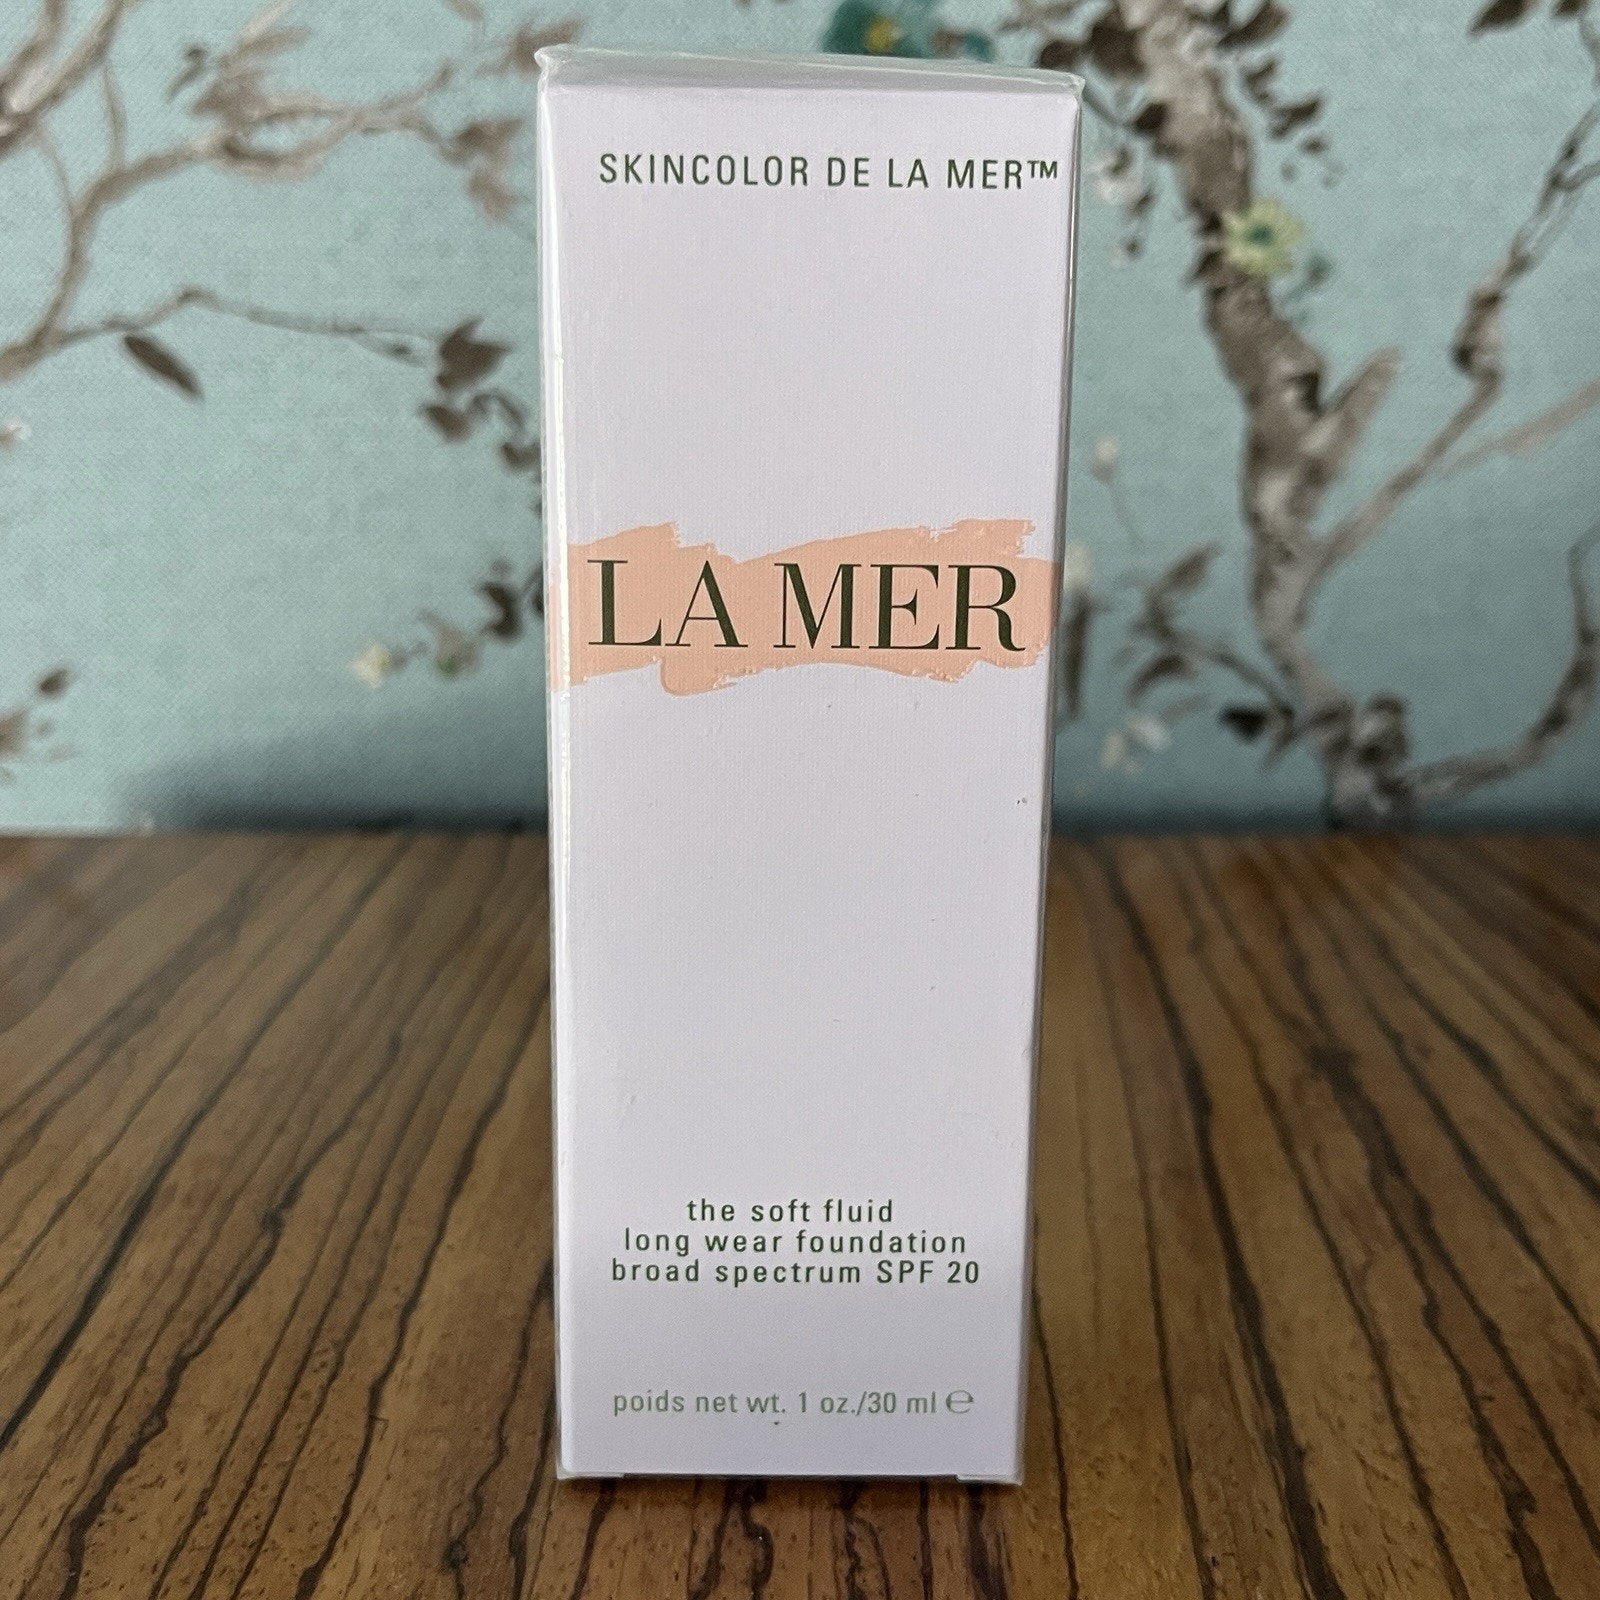 SKINCOLOR DE LA MER™
LA MER
the soft fluid
long wear foundation
broad spectrum SPF 20
poids net wt. 1 oz./30 ml ℮